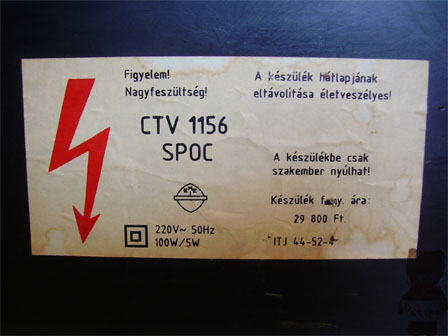 Figyelem!
Nagyfeszültség!
A készülék hátlapjának
eltávolitása életveszélyes!
CTV 1156
SPOC
A készülékbe csak
szakember nyúlhat!
Készülék ára:
29 800 Ft.
220V~ 50Hz
100W/5W
ITJ 44-52-4